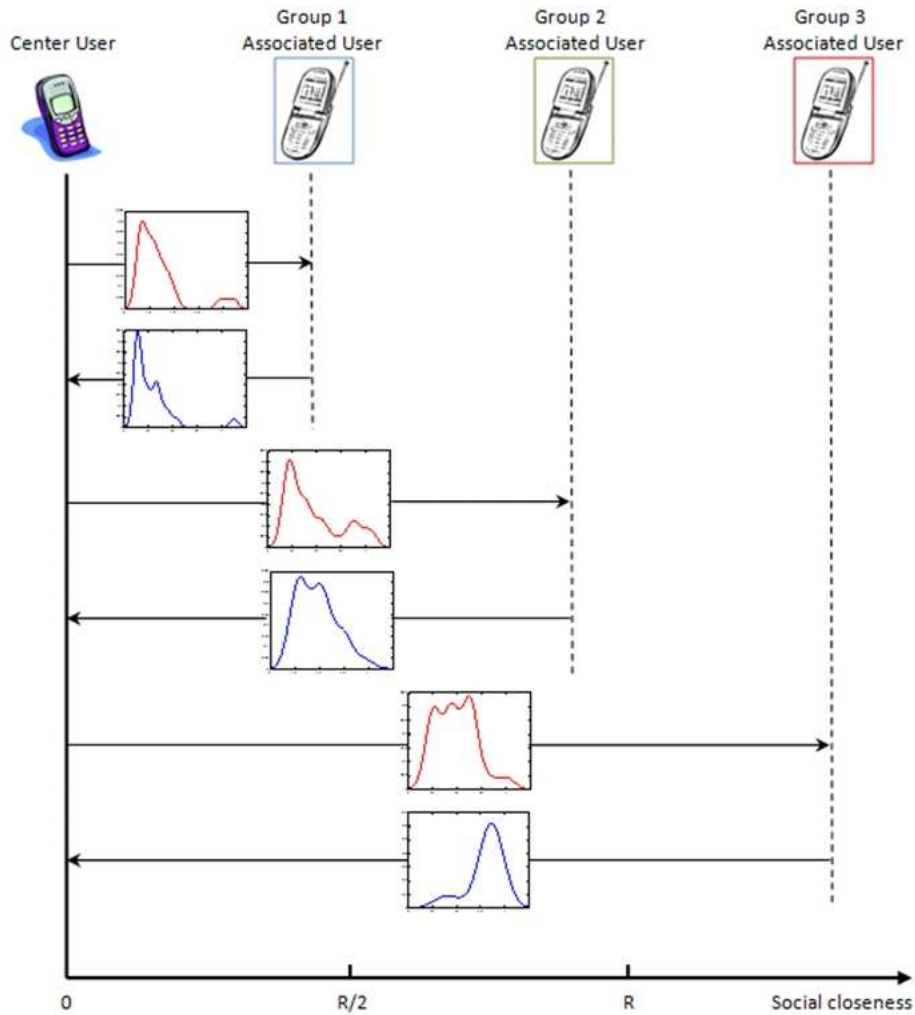 Center User
Group 1
Associated User
Group 2
Associated User
Group 3
Associated User
0
R/2
R
Social closeness